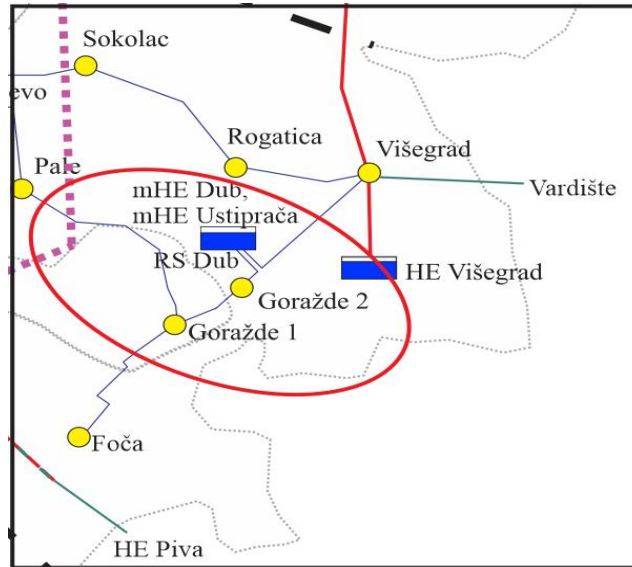 Sokolac
evo
Rogatica
Višegrad
Pale
mHE Dub,
mHE Ustiprača
Vardište
RS Dub
HE Višegrad
Goražde 2
Goražde 1
Foča
HE Piva